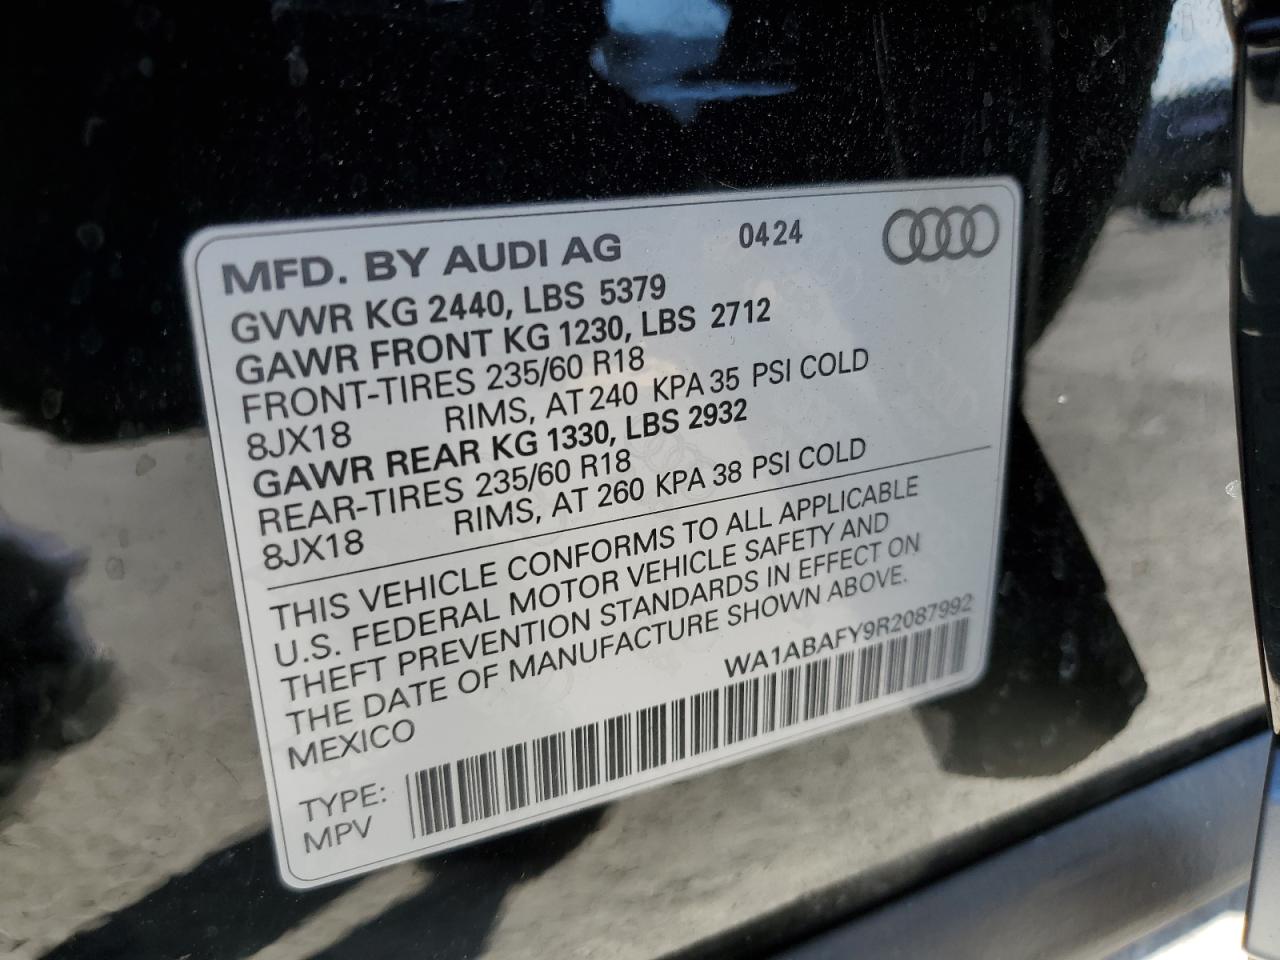 MFD. BY AUDI AG 0424
GVWR KG 2440, LBS 5379
GAWR FRONT KG 1230, LBS 2712
FRONT-TIRES 235/60 R18
8JX18 RIMS, AT 240 KPA 35 PSI COLD
GAWR REAR KG 1330, LBS 2932
REAR-TIRES 235/60 R18
8JX18 RIMS, AT 260 KPA 38 PSI COLD
THIS VEHICLE CONFORMS TO ALL APPLICABLE
U.S. FEDERAL MOTOR VEHICLE SAFETY AND
THEFT PREVENTION STANDARDS IN EFFECT ON
THE DATE OF MANUFACTURE SHOWN ABOVE.
MEXICO WA1ABAFY9R2087992
TYPE:
MPV